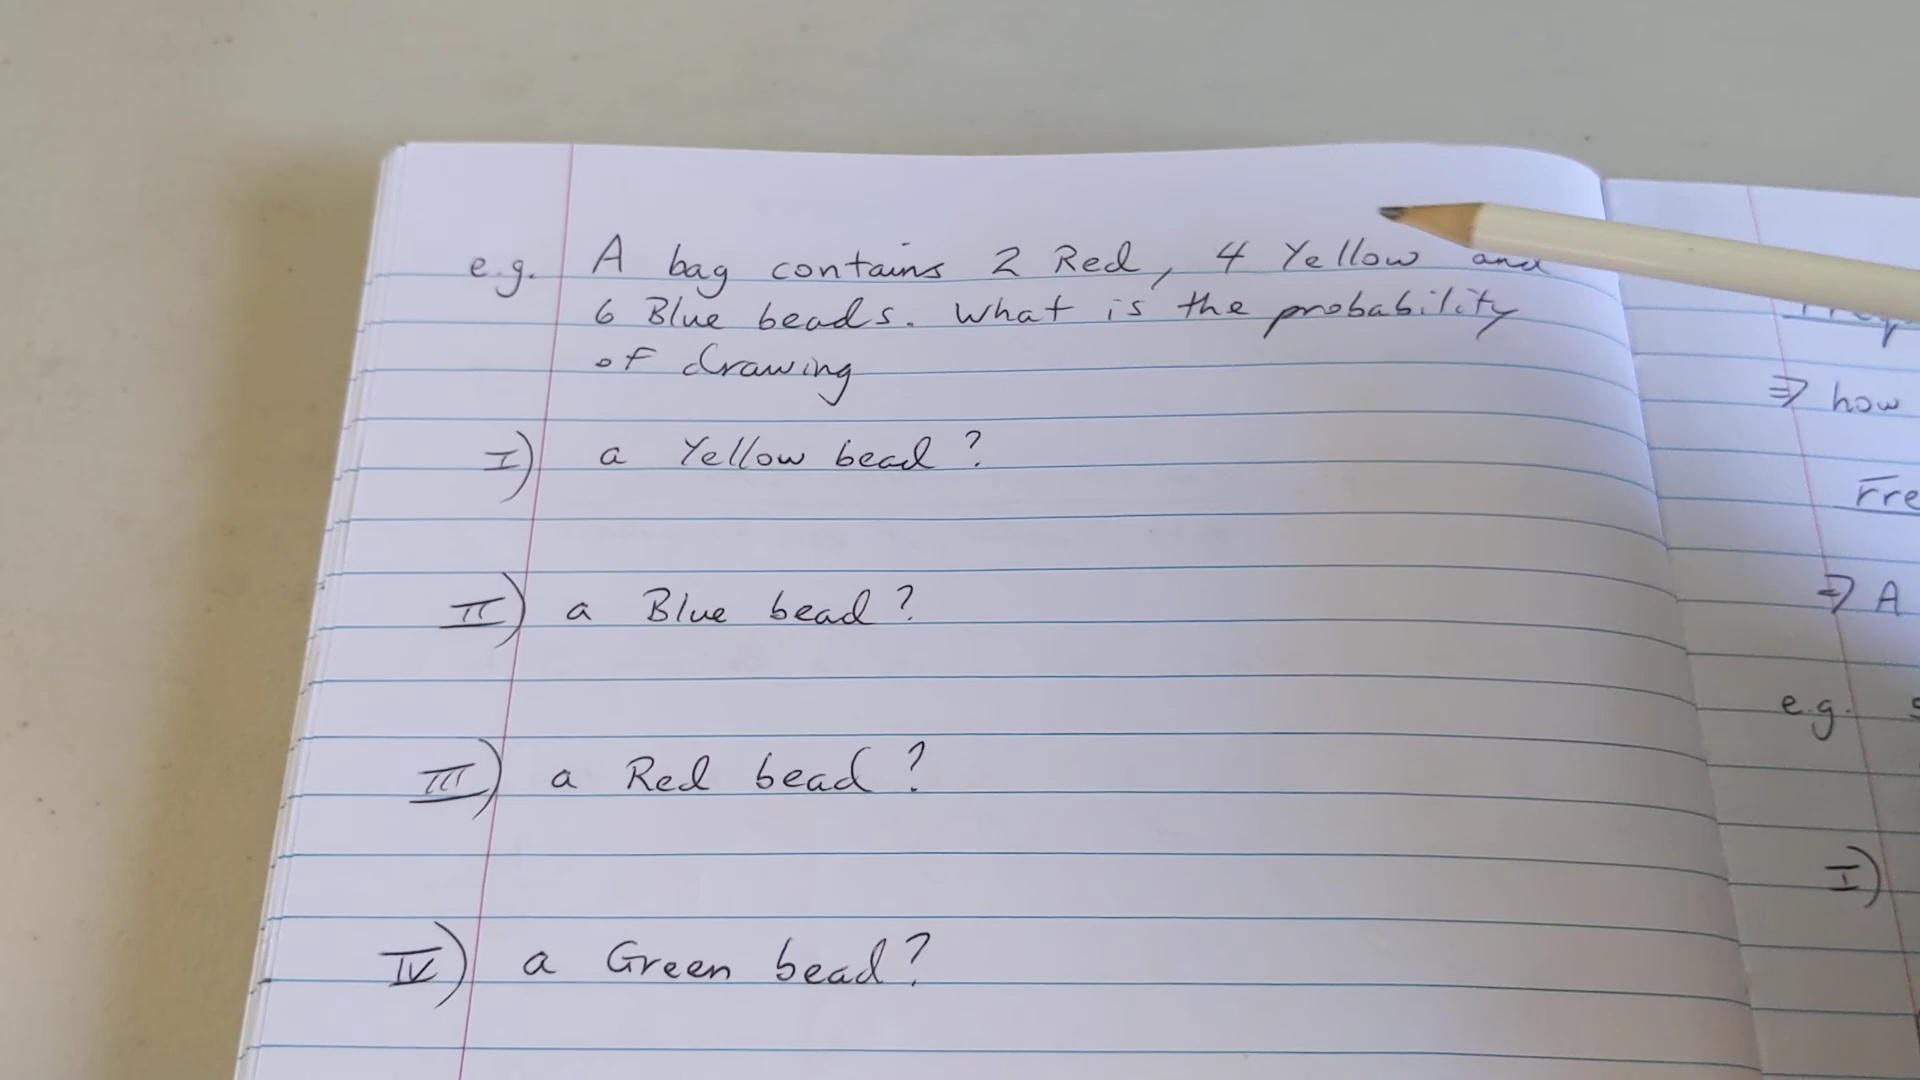 e.g. A bag contains 2 Red, 4 Yellow and
6 Blue beads. What is the probability
of drawing
I) a Yellow bead?
II) a Blue bead?
III) a Red bead?
IV) a Green bead?
⇒ how
⇒ A
e.g.
I)